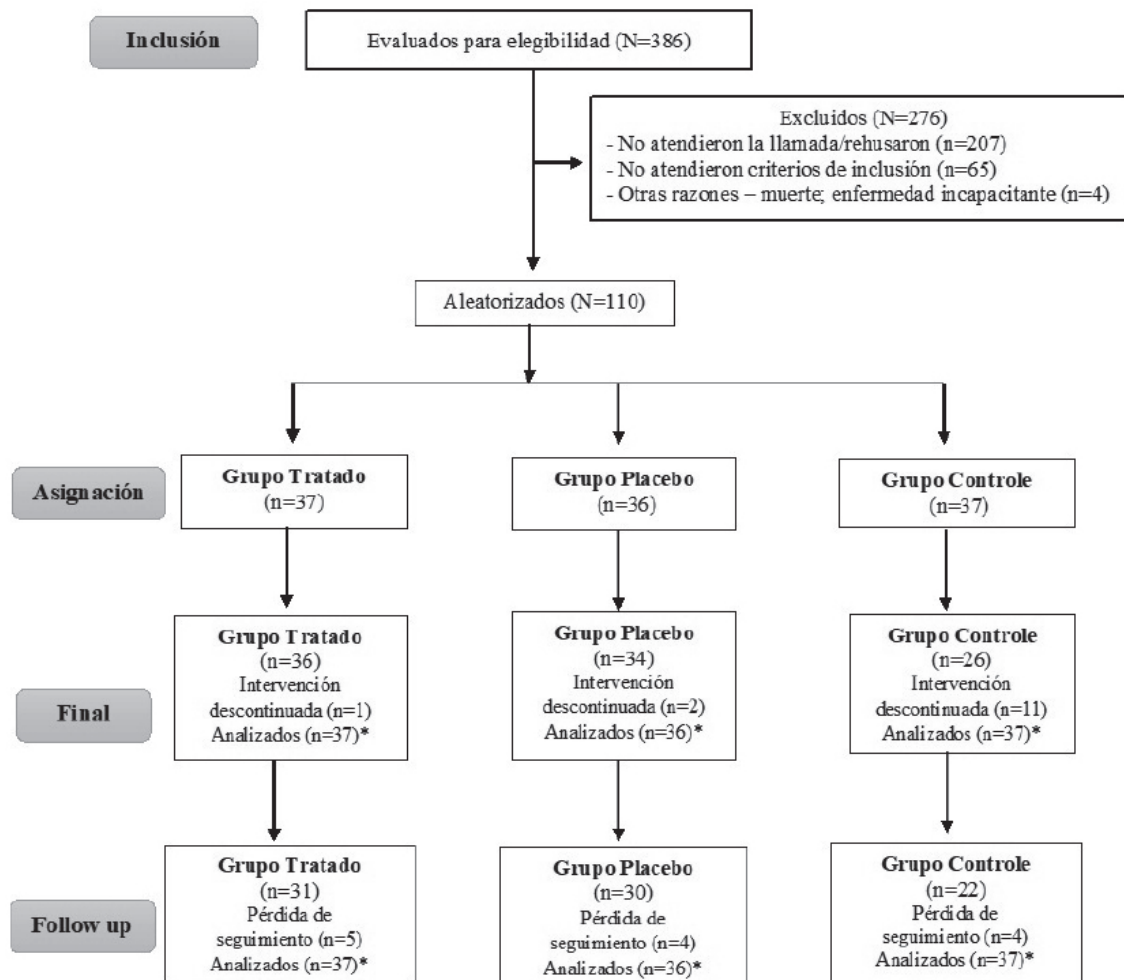 Inclusión
Evaluados para elegibilidad (N=386)
Excluidos (N=276)
- No atendieron la llamada/rehusaron (n=207)
- No atendieron criterios de inclusión (n=65)
- Otras razones – muerte; enfermedad incapacitante (n=4)
Aleatorizados (N=110)
Asignación
Grupo Tratado
(n=37)
Grupo Placebo
(n=36)
Grupo Controle
(n=37)
Final
Grupo Tratado
(n=36)
Intervención
descontinuada (n=1)
Analizados (n=37)*
Grupo Placebo
(n=34)
Intervención
descontinuada (n=2)
Analizados (n=36)*
Grupo Controle
(n=26)
Intervención
descontinuada (n=11)
Analizados (n=37)*
Follow up
Grupo Tratado
(n=31)
Pérdida de
seguimiento (n=5)
Analizados (n=37)*
Grupo Placebo
(n=30)
Pérdida de
seguimiento (n=4)
Analizados (n=36)*
Grupo Controle
(n=22)
Pérdida de
seguimiento (n=4)
Analizados (n=37)*